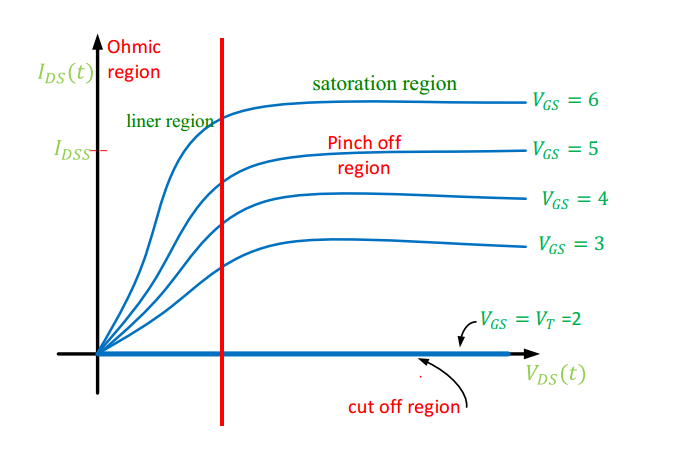 Ohmic
region
I_DS(t)
satoration region
V_GS = 6
liner region
I_DSS
Pinch off
region
V_GS = 5
V_GS = 4
V_GS = 3
V_GS = V_T =2
V_DS(t)
cut off region